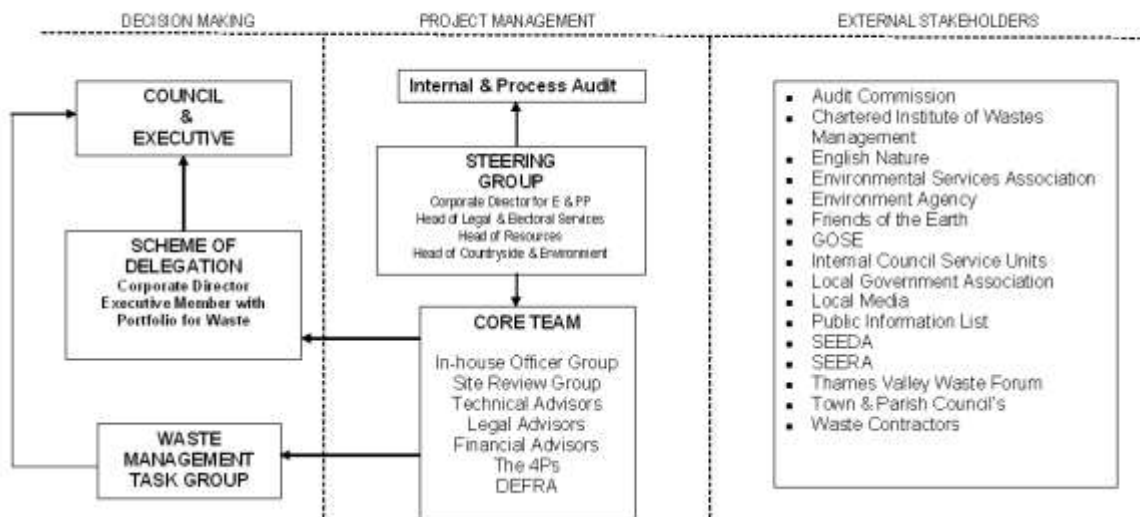 DECISION MAKING
PROJECT MANAGEMENT
EXTERNAL STAKEHOLDERS
COUNCIL
&
EXECUTIVE
SCHEME OF
DELEGATION
Corporate Director
Executive Member with
Portfolio for Waste
WASTE
MANAGEMENT
TASK GROUP
Internal & Process Audit
STEERING
GROUP
Corporate Director for E & PP
Head of Legal & Electoral Services
Head of Resources
Head of Countryside & Environment
CORE TEAM
In-house Officer Group
Site Review Group
Technical Advisors
Legal Advisors
Financial Advisors
The 4Ps
DEFRA
▪ Audit Commission
▪ Chartered Institute of Wastes
Management
▪ English Nature
▪ Environmental Services Association
▪ Environment Agency
▪ Friends of the Earth
▪ GOSE
▪ Internal Council Service Units
▪ Local Government Association
▪ Local Media
▪ Public Information List
▪ SEEDA
▪ SEERA
▪ Thames Valley Waste Forum
▪ Town & Parish Council's
▪ Waste Contractors